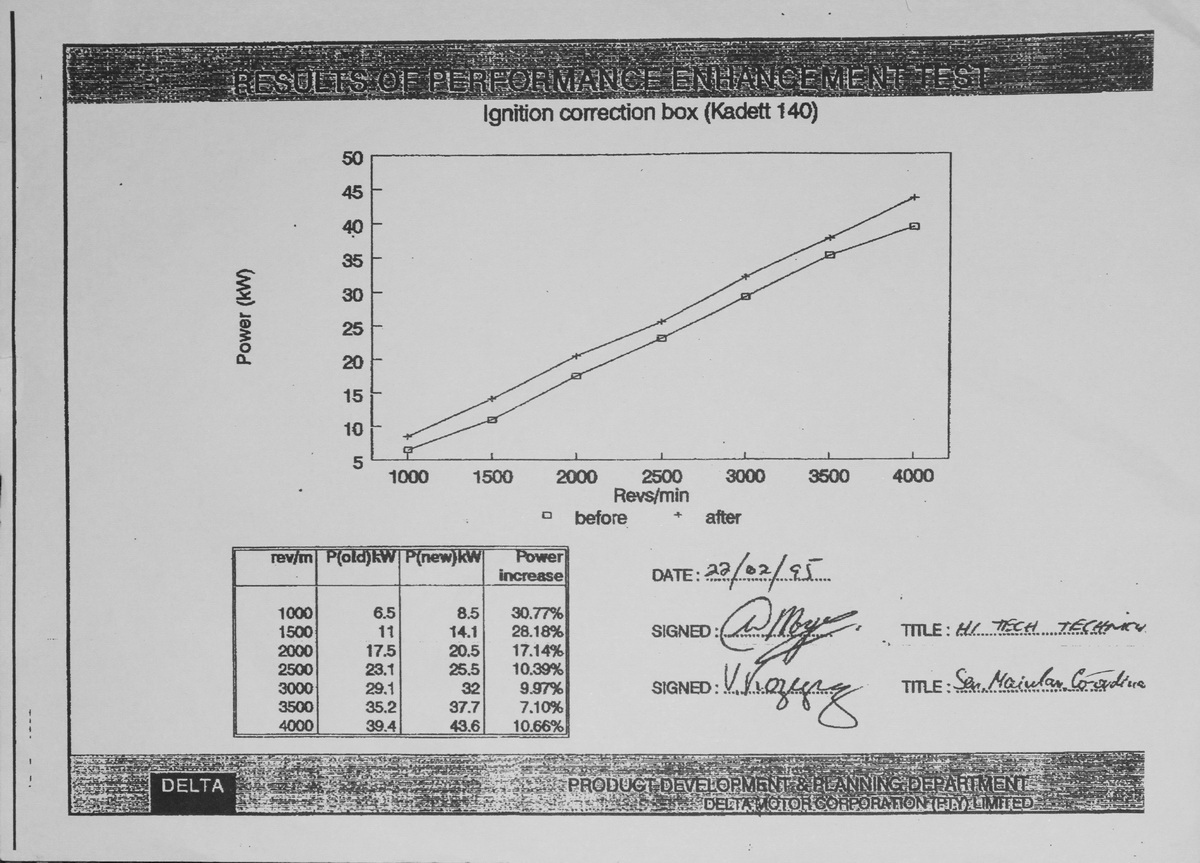 RESULTS OF PERFORMANCE ENHANCEMENT TEST
Ignition correction box (Kadett 140)
50
45
40
35
30
25
20
15
10
5
Power (kW)
1000 1500 2000 2500 3000 3500 4000
Revs/min
before after
rev/m P(old)kW P(new)kW Power
increase
1000 6.5 8.5 30.77%
1500 11 14.1 28.18%
2000 17.5 20.5 17.14%
2500 23.1 25.5 10.39%
3000 29.1 32 9.97%
3500 35.2 37.7 7.10%
4000 39.4 43.6 10.66%
DATE: 22/02/95
SIGNED:
TITLE: HI TECH
SIGNED:
TITLE: Sen.
DELTA
PRODUCT DEVELOPMENT & PLANNING DEPARTMENT
DELTA MOTOR CORPORATION (PTY) LIMITED